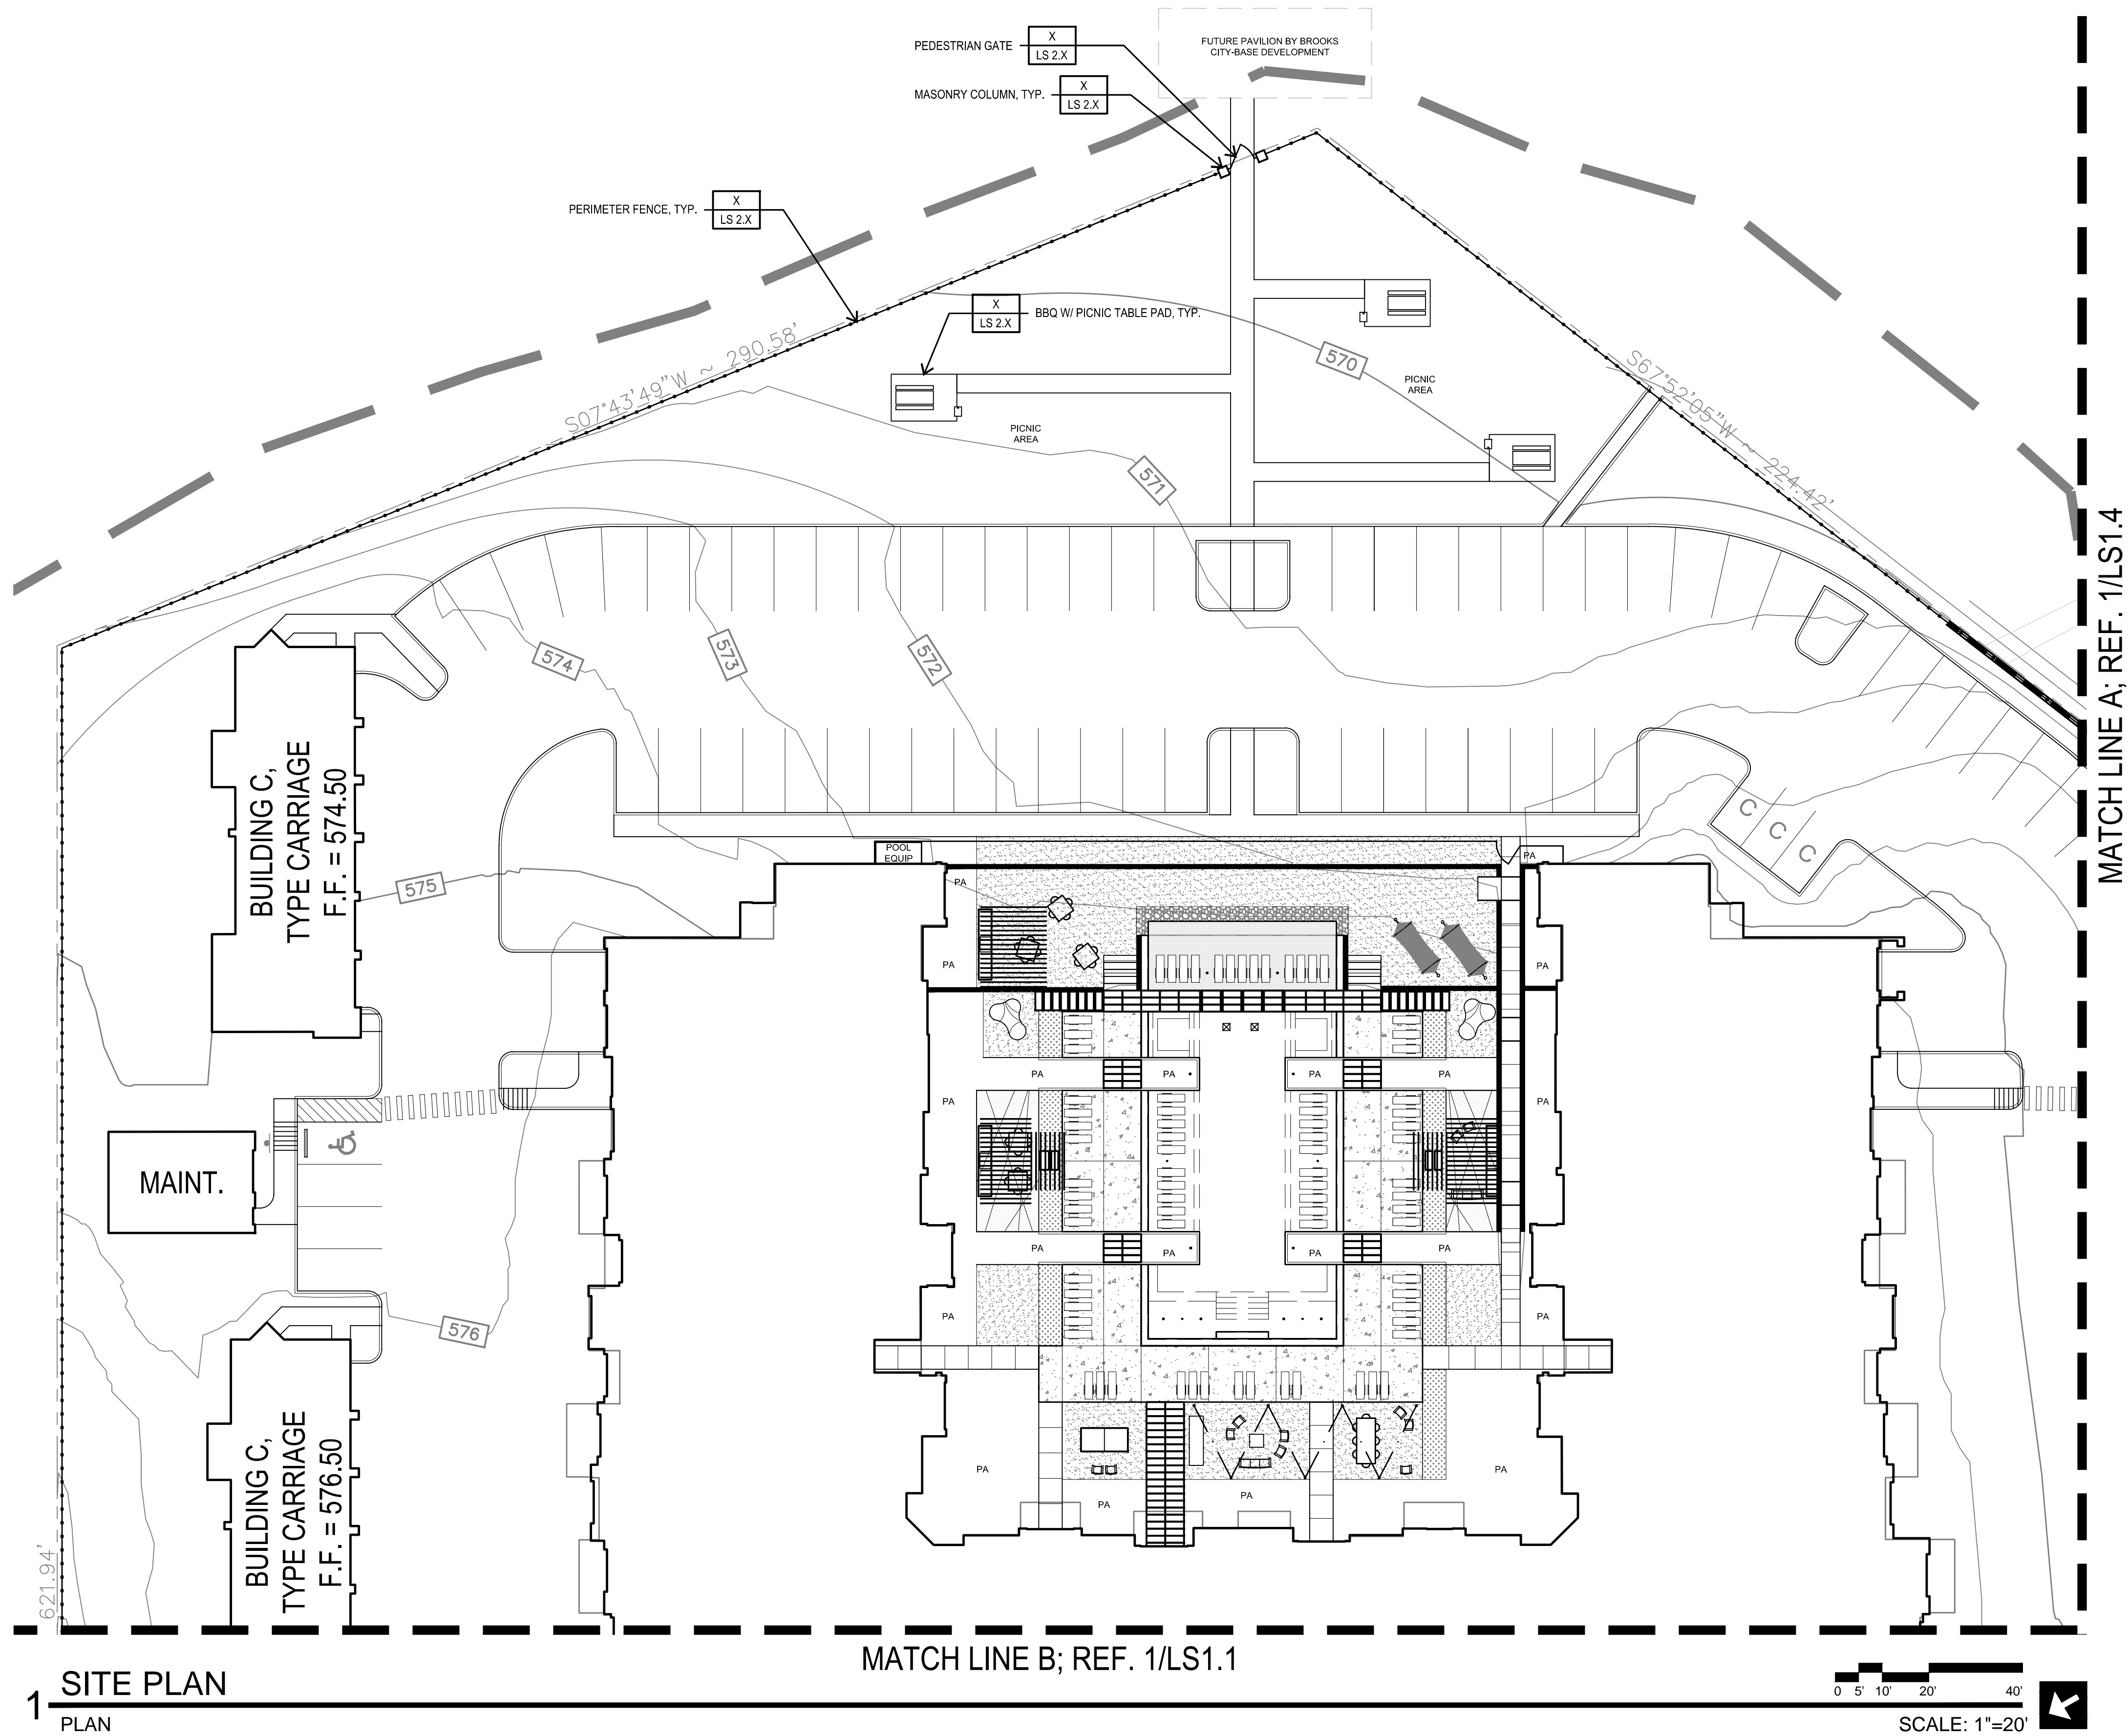 PEDESTRIAN GATE
X
LS 2.X
FUTURE PAVILION BY BROOKS
CITY-BASE DEVELOPMENT
MASONRY COLUMN, TYP.
X
LS 2.X
PERIMETER FENCE, TYP.
X
LS 2.X
X
LS 2.X
BBQ W/ PICNIC TABLE PAD, TYP.
S07°43'49"W ~ 290.58'
570
S67°52'05"W ~ 224.42'
PICNIC
AREA
PICNIC
AREA
571
MATCH LINE A; REF. 1/LS1.4
574
573
572
BUILDING C,
TYPE CARRIAGE
F.F. = 574.50
C
C
C
POOL
EQUIP
PA
PA
575
PA
PA
PA
PA
PA
PA
PA
PA
PA
MAINT.
PA
PA
PA
PA
PA
PA
576
BUILDING C,
TYPE CARRIAGE
F.F. = 576.50
PA
PA
PA
PA
621.94'
MATCH LINE B; REF. 1/LS1.1
1
SITE PLAN
PLAN
0 5' 10' 20' 40'
SCALE: 1"=20'